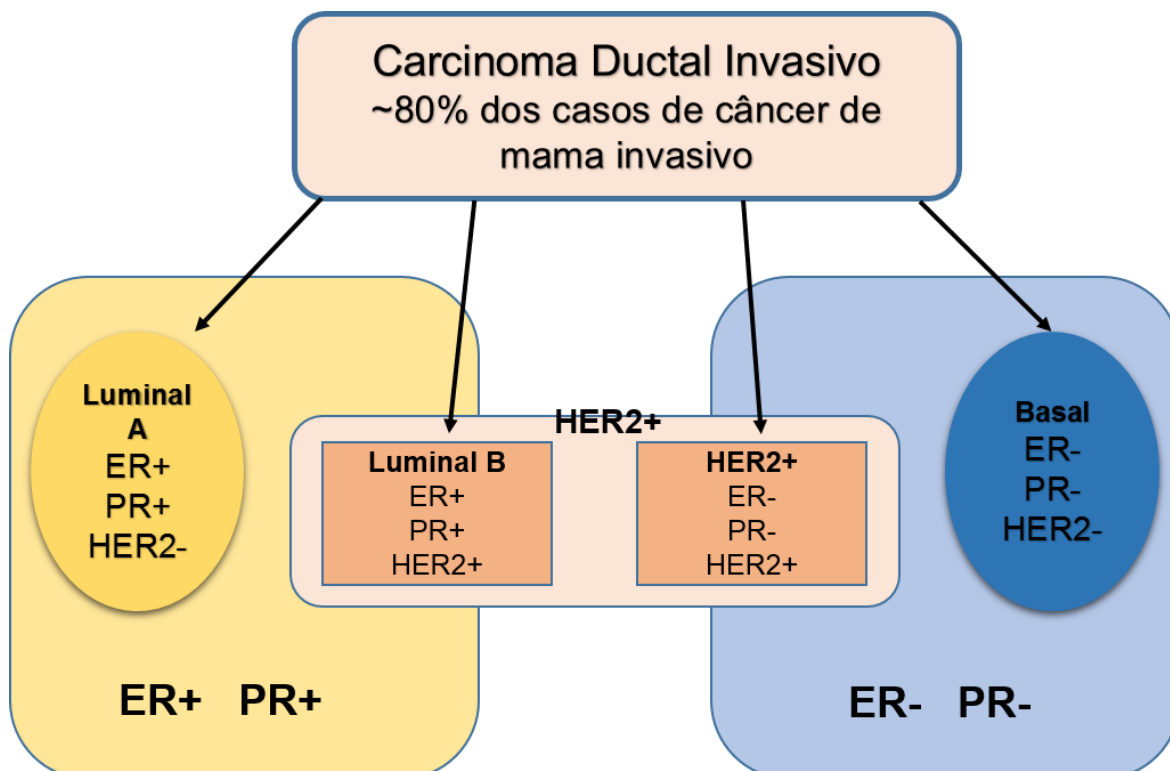 Carcinoma Ductal Invasivo
~80% dos casos de câncer de
mama invasivo
Luminal
A
ER+
PR+
HER2-
HER2+
Luminal B
ER+
PR+
HER2+
HER2+
ER-
PR-
HER2+
Basal
ER-
PR-
HER2-
ER+ PR+
ER- PR-